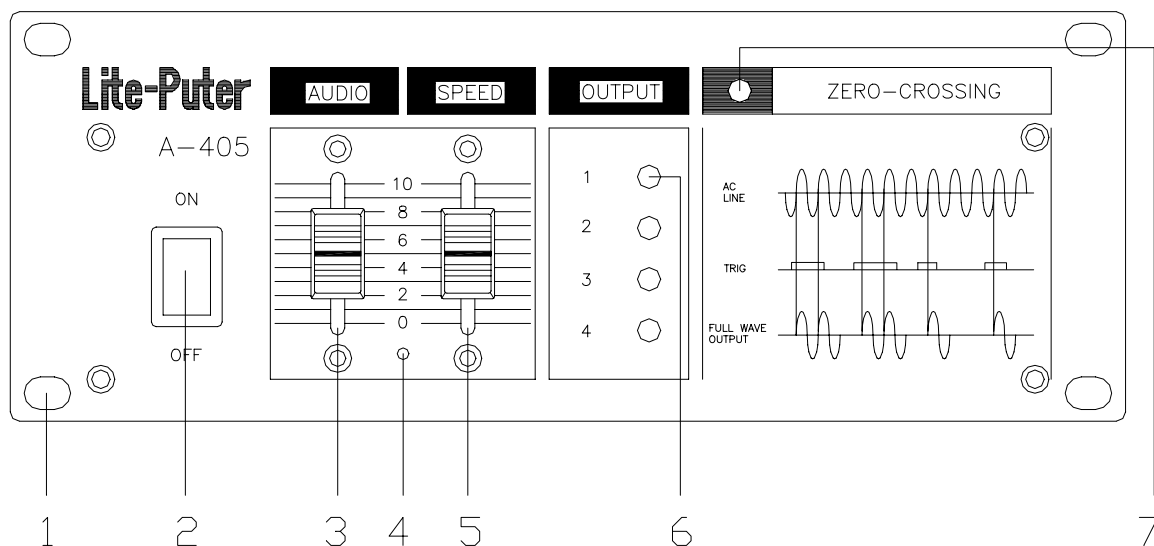 Lite-Puter
AUDIO
SPEED
OUTPUT
ZERO-CROSSING
A-405
ON
OFF
10
8
6
4
2
0
1
2
3
4
AC
LINE
TRIG
FULL WAVE
OUTPUT
1 2 3 4 5 6 7